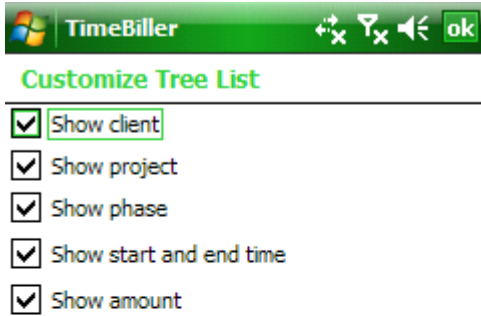 TimeBiller ok
Customize Tree List
Show client
Show project
Show phase
Show start and end time
Show amount